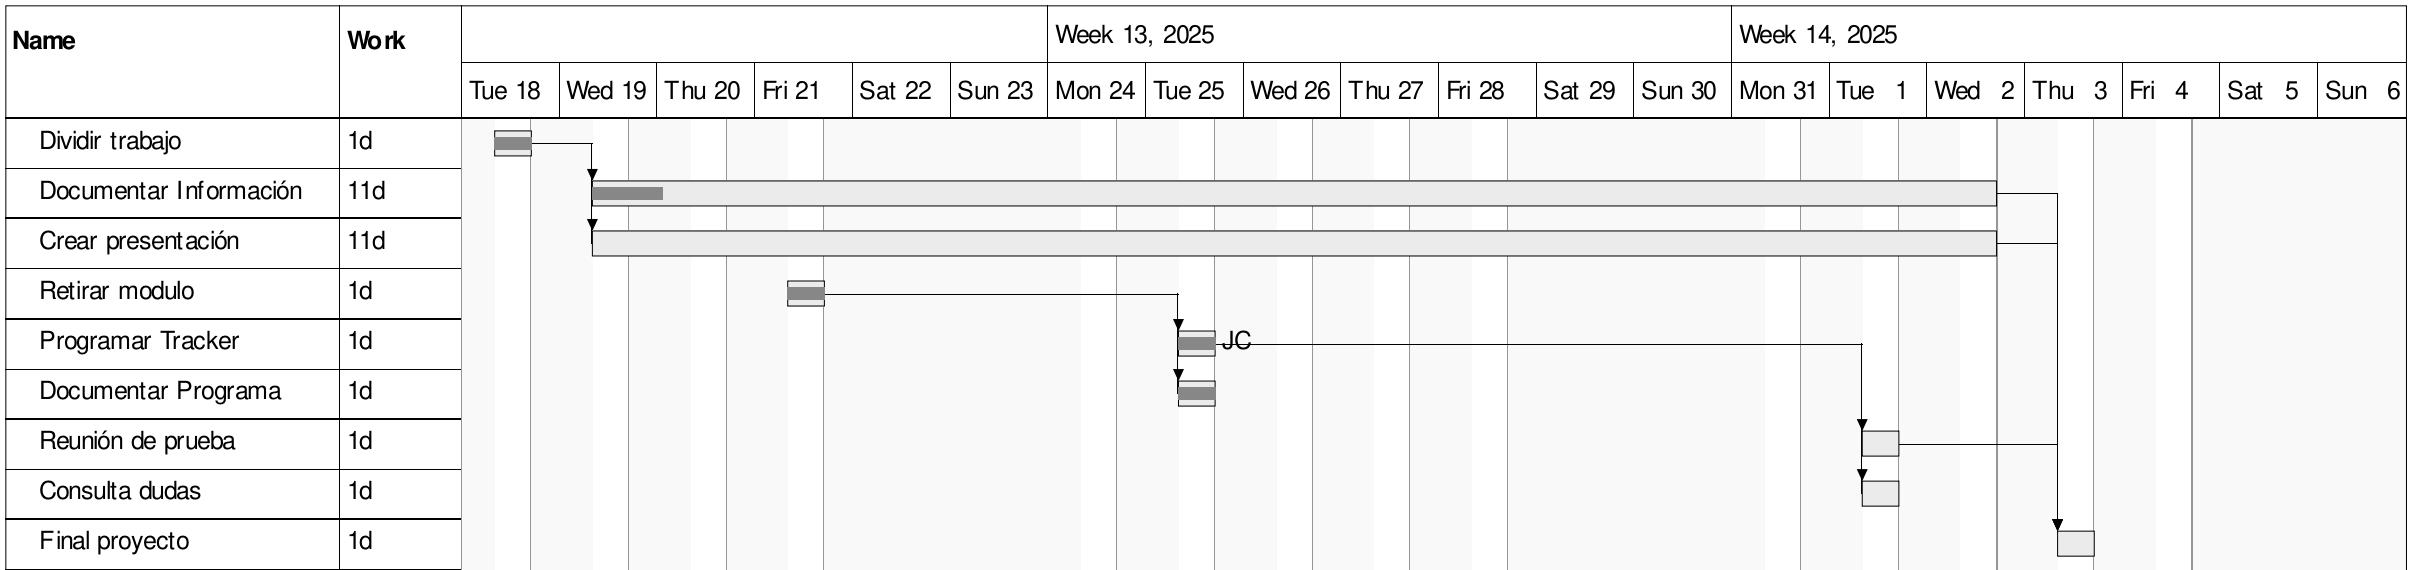 Name Work Week 13, 2025 Week 14, 2025
Tue 18 Wed 19 Thu 20 Fri 21 Sat 22 Sun 23 Mon 24 Tue 25 Wed 26 Thu 27 Fri 28 Sat 29 Sun 30 Mon 31 Tue 1 Wed 2 Thu 3 Fri 4 Sat 5 Sun 6
Dividir trabajo 1d
Documentar Información 11d
Crear presentación 11d
Retirar modulo 1d
Programar Tracker 1d JC
Documentar Programa 1d
Reunión de prueba 1d
Consulta dudas 1d
Final proyecto 1d